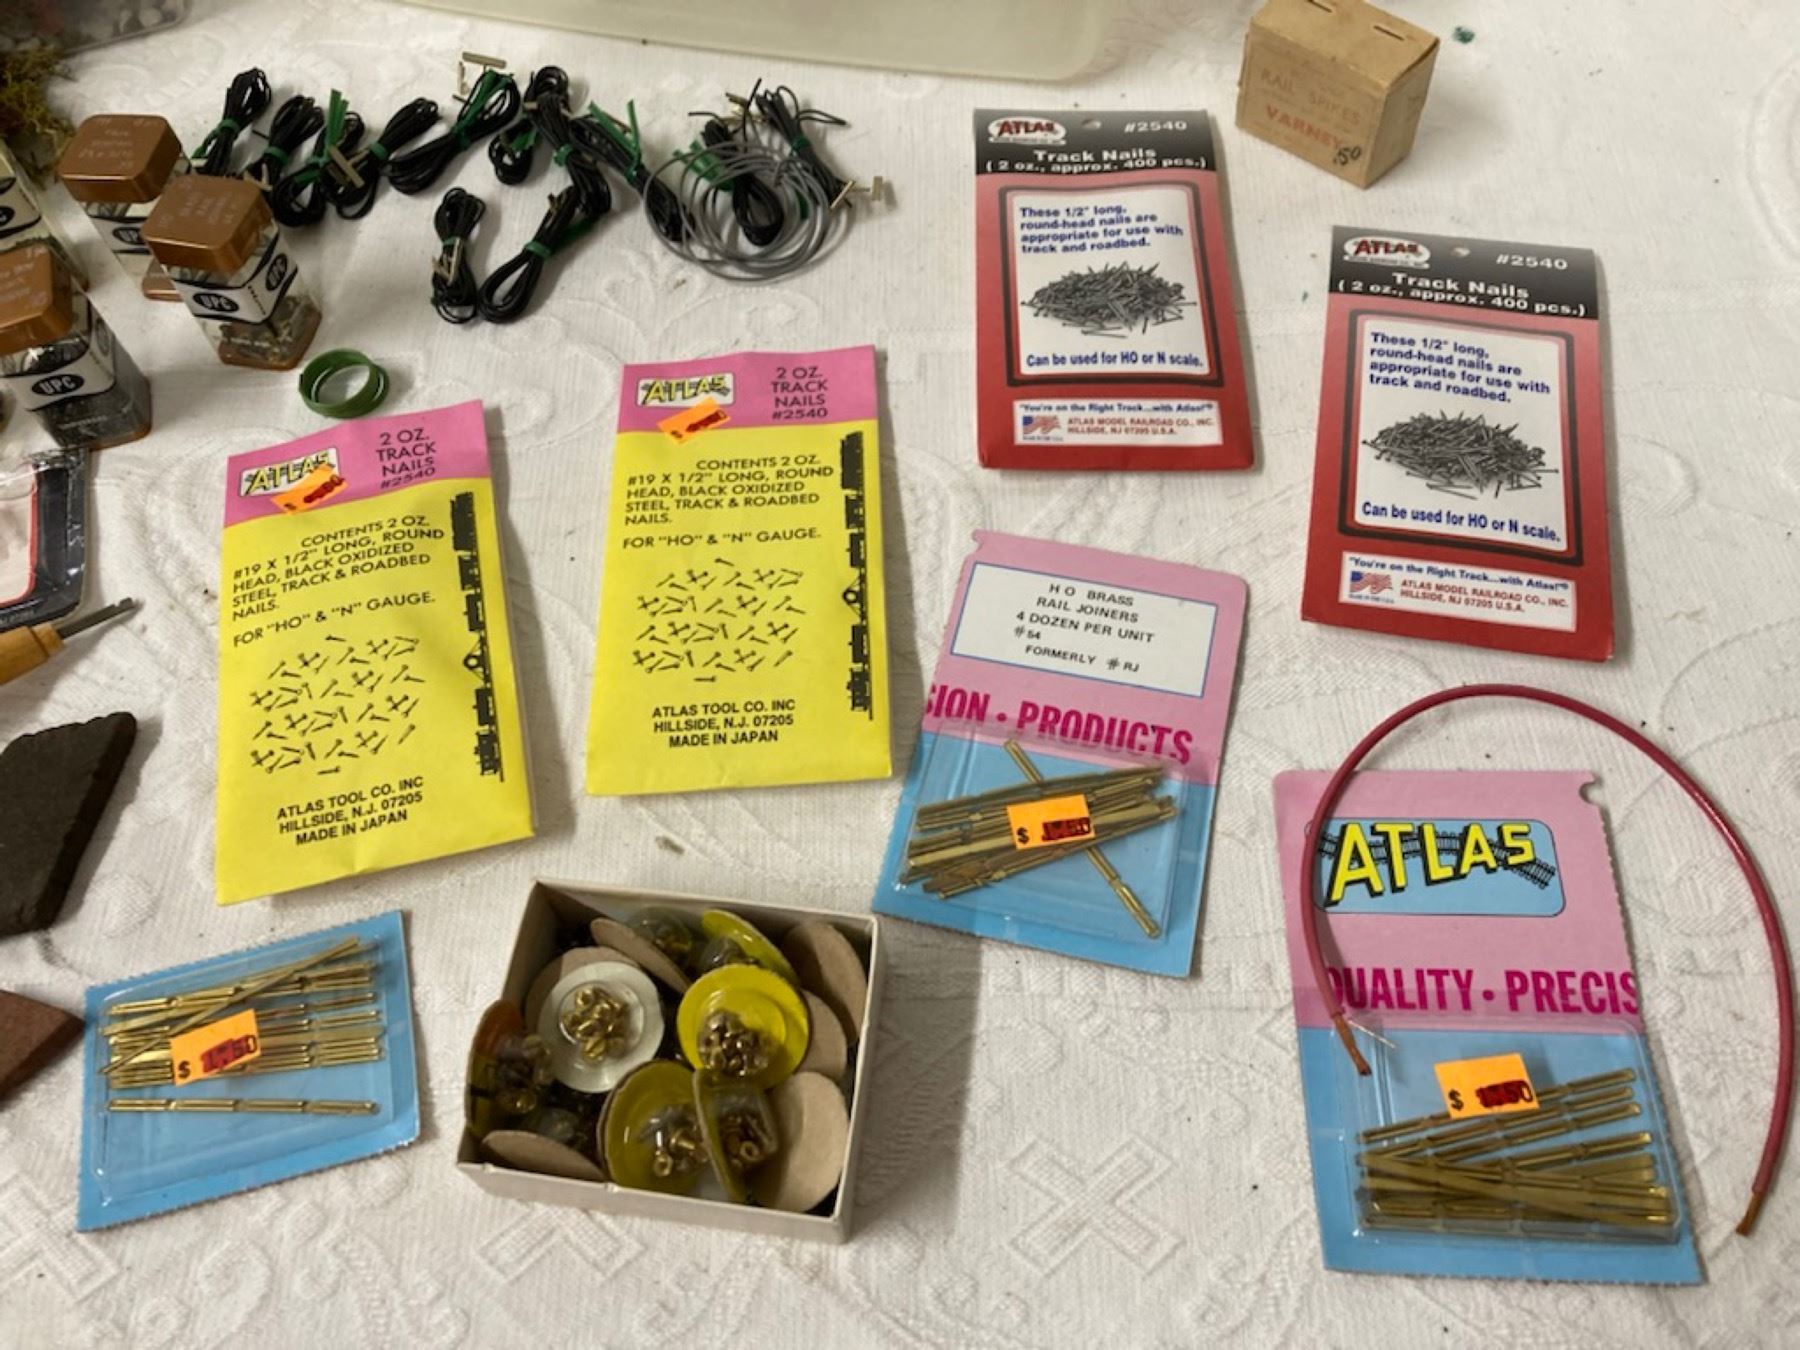 RAIL SPIKES
VARNEY
.50
ATLAS
#2540
Track Nails
( 2 oz., approx. 400 pcs.)
These 1/2" long,
round-head nails are
appropriate for use with
track and roadbed.
Can be used for HO or N scale.
"You're on the Right Track...with Atlas!"®
ATLAS MODEL RAILROAD CO., INC.
HILLSIDE, NJ 07205 U.S.A.
ATLAS
#2540
Track Nails
( 2 oz., approx. 400 pcs.)
These 1/2" long,
round-head nails are
appropriate for use with
track and roadbed.
Can be used for HO or N scale.
"You're on the Right Track...with Atlas!"®
ATLAS MODEL RAILROAD CO., INC.
HILLSIDE, NJ 07205 U.S.A.
UPC
UPC
UPC
ATLAS
2 OZ.
TRACK
NAILS
#2540
CONTENTS 2 OZ.
#19 X 1/2" LONG, ROUND
HEAD, BLACK OXIDIZED
STEEL, TRACK & ROADBED
NAILS.
FOR "HO" & "N" GAUGE.
ATLAS TOOL CO. INC
HILLSIDE, N.J. 07205
MADE IN JAPAN
ATLAS
2 OZ.
TRACK
NAILS
#2540
CONTENTS 2 OZ.
#19 X 1/2" LONG, ROUND
HEAD, BLACK OXIDIZED
STEEL, TRACK & ROADBED
NAILS.
FOR "HO" & "N" GAUGE.
ATLAS TOOL CO. INC
HILLSIDE, N.J. 07205
MADE IN JAPAN
HO BRASS
RAIL JOINERS
4 DOZEN PER UNIT
#54
FORMERLY #RJ
SION • PRODUCTS
$
ATLAS
QUALITY • PRECIS
$
$